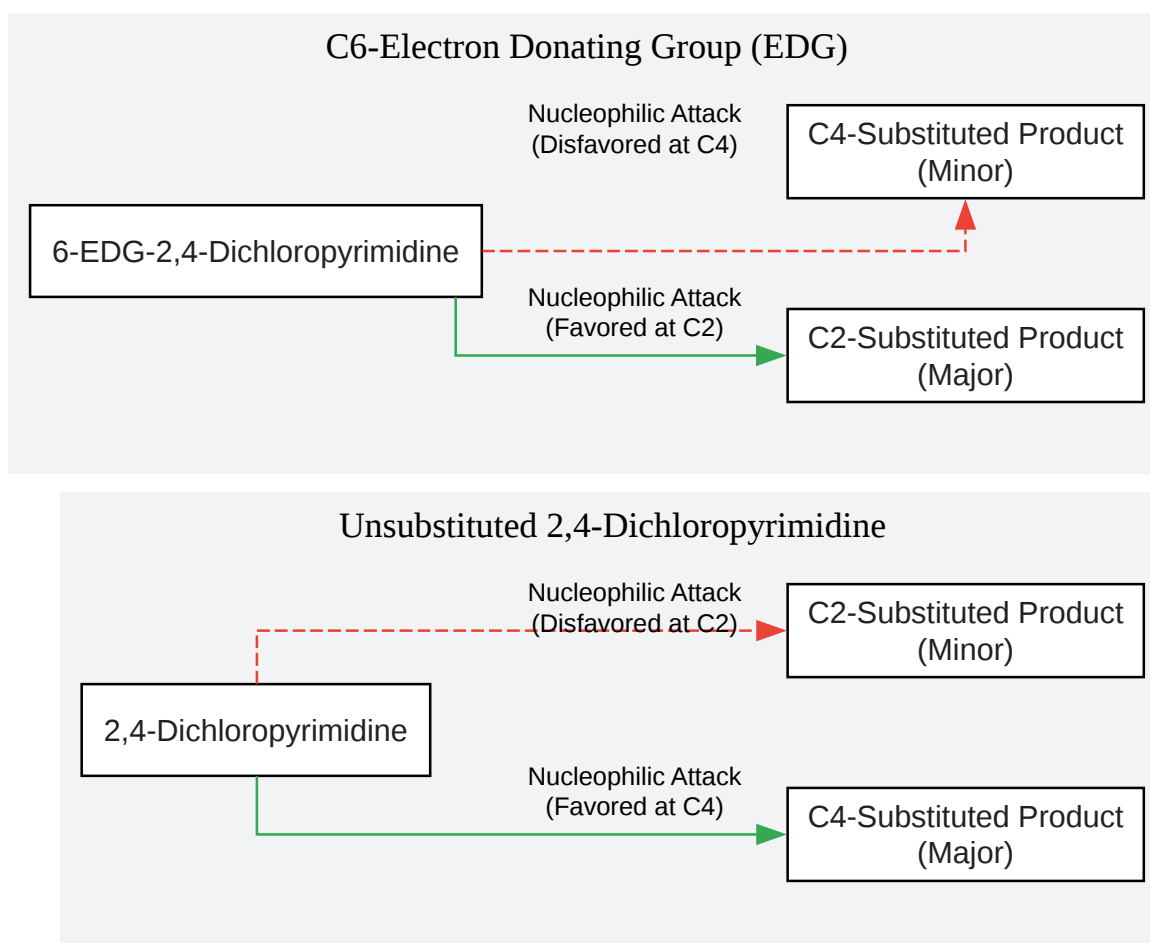 C6-Electron Donating Group (EDG)
Nucleophilic Attack
(Disfavored at C4)
C4-Substituted Product
(Minor)
6-EDG-2,4-Dichloropyrimidine
Nucleophilic Attack
(Favored at C2)
C2-Substituted Product
(Major)
Unsubstituted 2,4-Dichloropyrimidine
Nucleophilic Attack
(Disfavored at C2)
C2-Substituted Product
(Minor)
2,4-Dichloropyrimidine
Nucleophilic Attack
(Favored at C4)
C4-Substituted Product
(Major)